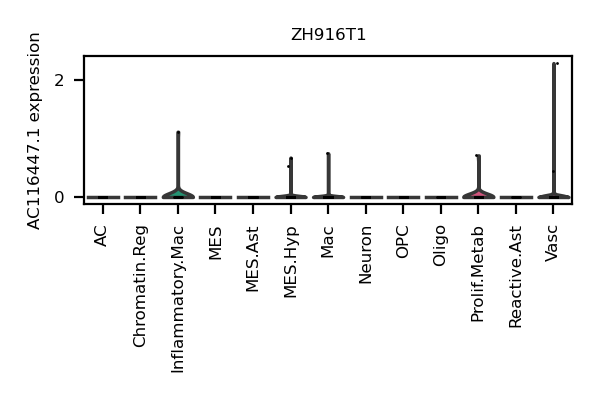 ZH916T1
AC116447.1 expression
2
0
AC
Chromatin.Reg
Inflammatory.Mac
MES
MES.Ast
MES.Hyp
Mac
Neuron
OPC
Oligo
Prolif.Metab
Reactive.Ast
Vasc